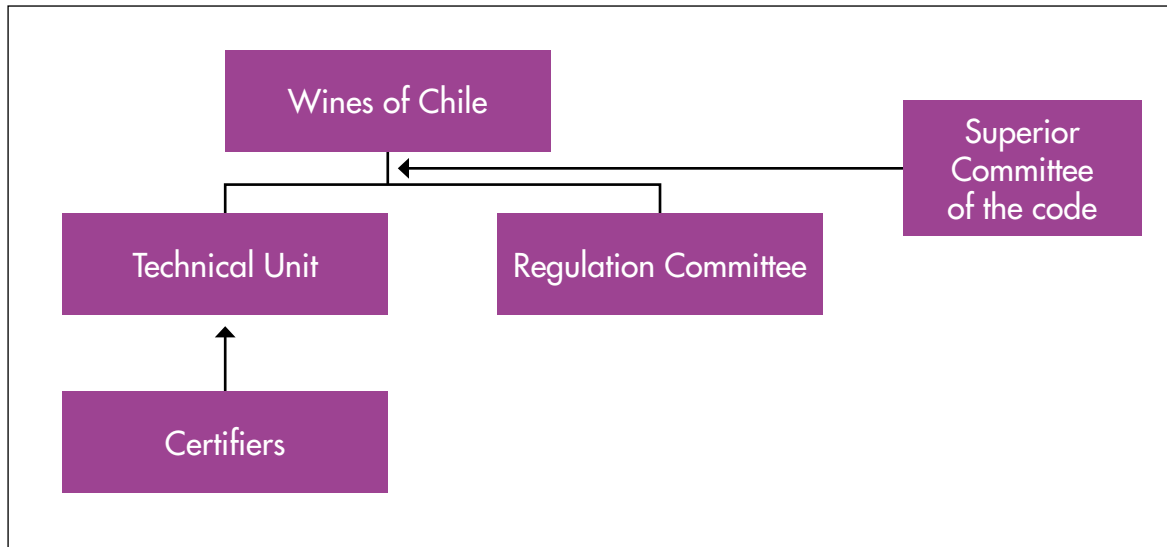 Wines of Chile
Superior
Committee
of the code
Technical Unit
Regulation Committee
Certifiers